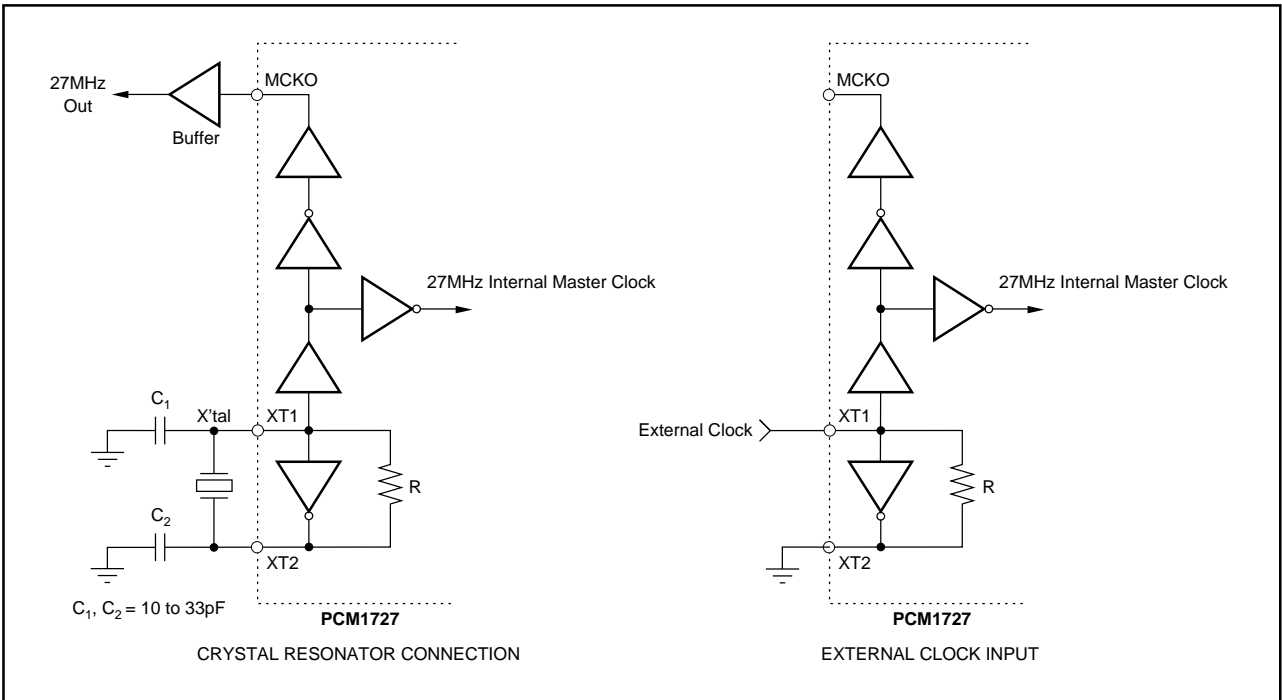 MCKO
27MHz
Out
Buffer
27MHz Internal Master Clock
C1
X'tal
XT1
R
C2
XT2
C1, C2 = 10 to 33pF
PCM1727
CRYSTAL RESONATOR CONNECTION
MCKO
27MHz Internal Master Clock
XT1
External Clock
R
XT2
PCM1727
EXTERNAL CLOCK INPUT